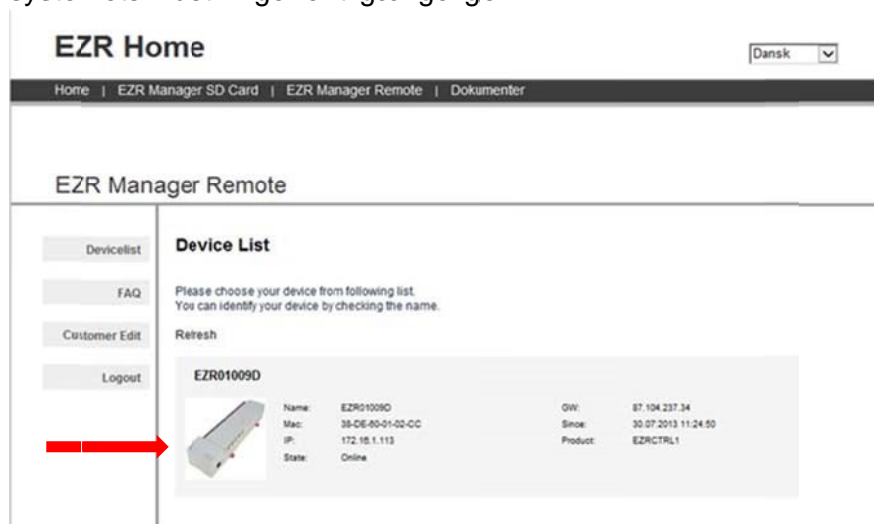 EZR Home
Dansk
Home | EZR Manager SD Card | EZR Manager Remote | Dokumenter
EZR Manager Remote
Devicelist
FAQ
Customer Edit
Logout
Device List
Please choose your device from following list.
You can identify your device by checking the name.
Refresh
EZR01009D
Name: EZR01009D
Mac: 38-DE-60-01-02-CC
IP: 172.16.1.113
State: Online
GW: 87.104.237.34
Since: 30.07.2013 11:24:50
Product: EZRCTRL1